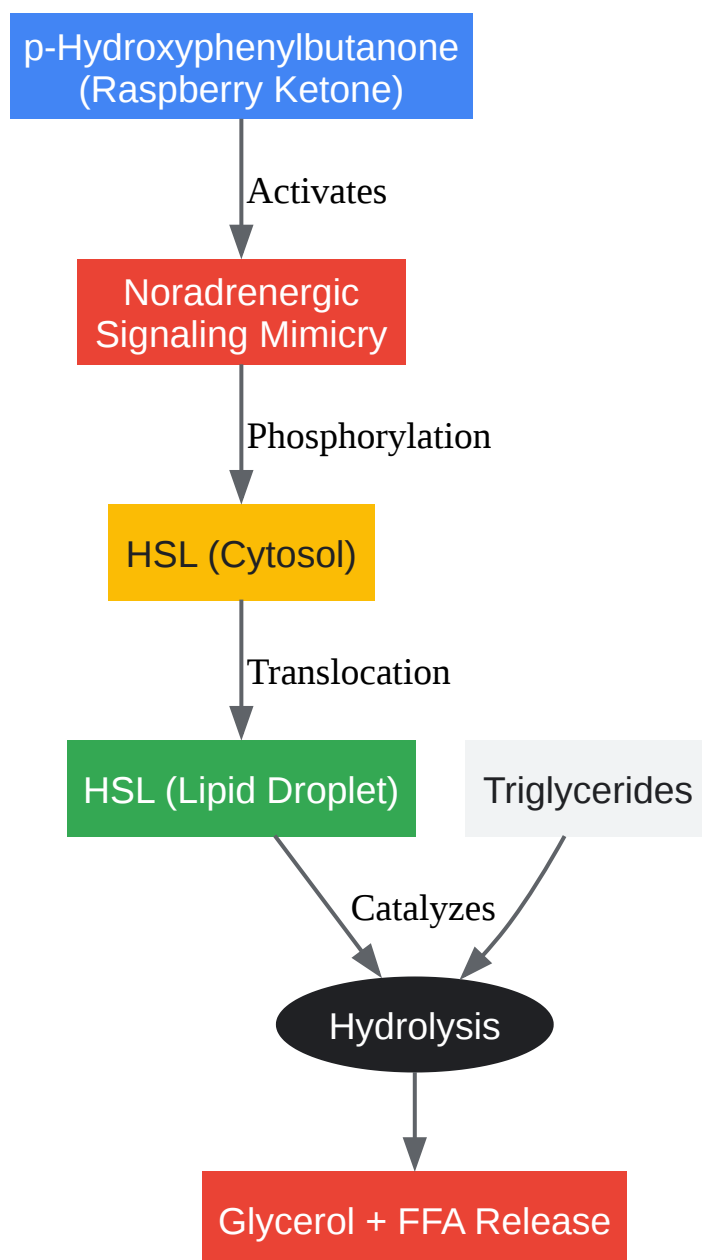 p-Hydroxyphenylbutanone
(Raspberry Ketone)
Activates
Noradrenergic
Signaling Mimicry
Phosphorylation
HSL (Cytosol)
Translocation
HSL (Lipid Droplet)
Triglycerides
Catalyzes
Hydrolysis
Glycerol + FFA Release